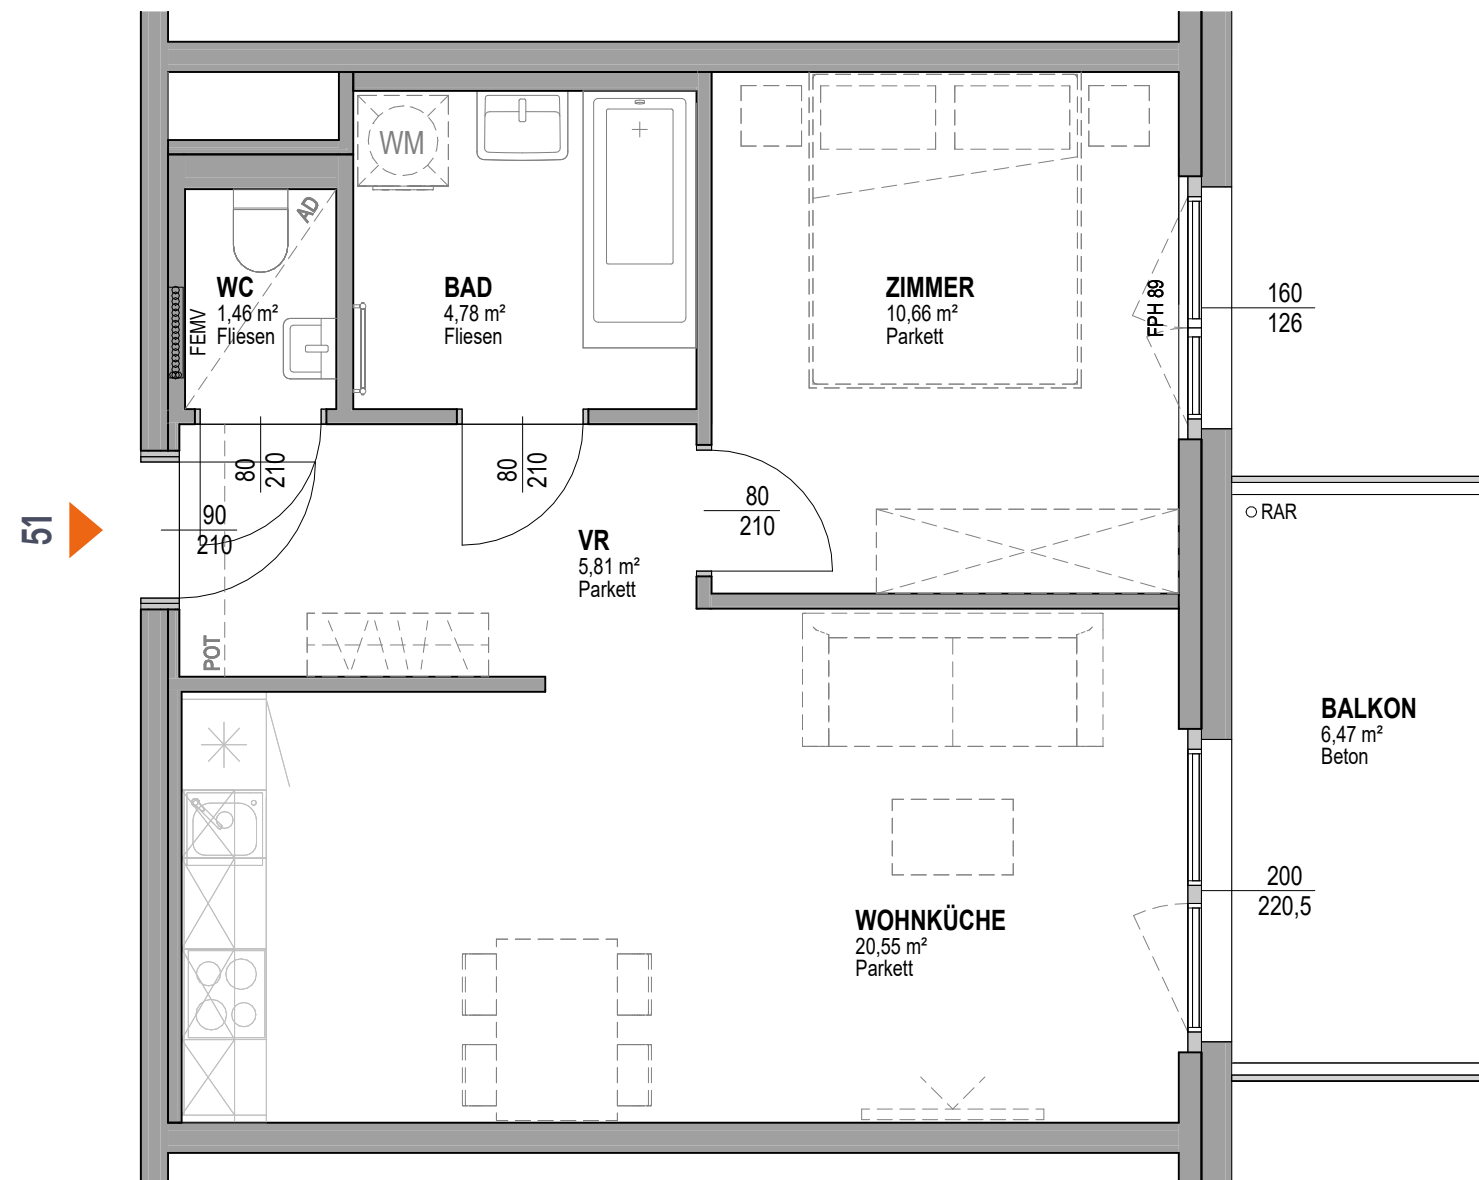 WM
AD
WC
1,46 m²
Fliesen
FEMV
BAD
4,78 m²
Fliesen
ZIMMER
10,66 m²
Parkett
FPH 89
160
126
80
210
80
210
90
210
80
210
51
VR
5,81 m²
Parkett
RAR
POT
BALKON
6,47 m²
Beton
200
220,5
WOHNKÜCHE
20,55 m²
Parkett